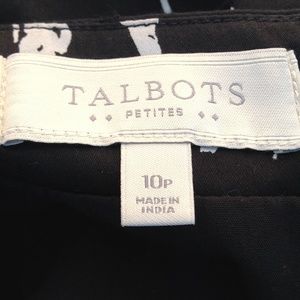 TALBOTS
PETITES
10P
MADE IN
INDIA